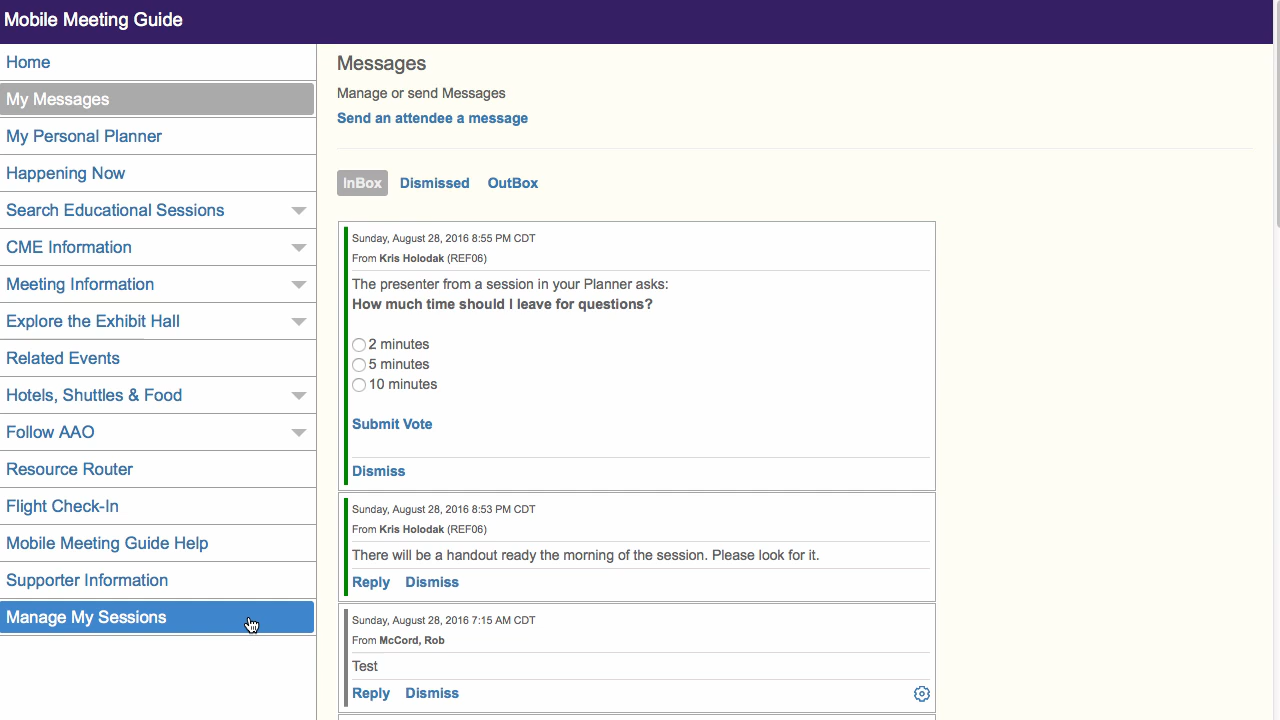 Mobile Meeting Guide
Home
My Messages
My Personal Planner
Happening Now
Search Educational Sessions
CME Information
Meeting Information
Explore the Exhibit Hall
Related Events
Hotels, Shuttles & Food
Follow AAO
Resource Router
Flight Check-In
Mobile Meeting Guide Help
Supporter Information
Manage My Sessions
Messages
Manage or send Messages
Send an attendee a message
InBox Dismissed OutBox
Sunday, August 28, 2016 8:55 PM CDT
From Kris Holodak (REF06)
The presenter from a session in your Planner asks:
How much time should I leave for questions?
2 minutes
5 minutes
10 minutes
Submit Vote
Dismiss
Sunday, August 28, 2016 8:53 PM CDT
From Kris Holodak (REF06)
There will be a handout ready the morning of the session. Please look for it.
Reply Dismiss
Sunday, August 28, 2016 7:15 AM CDT
From McCord, Rob
Test
Reply Dismiss